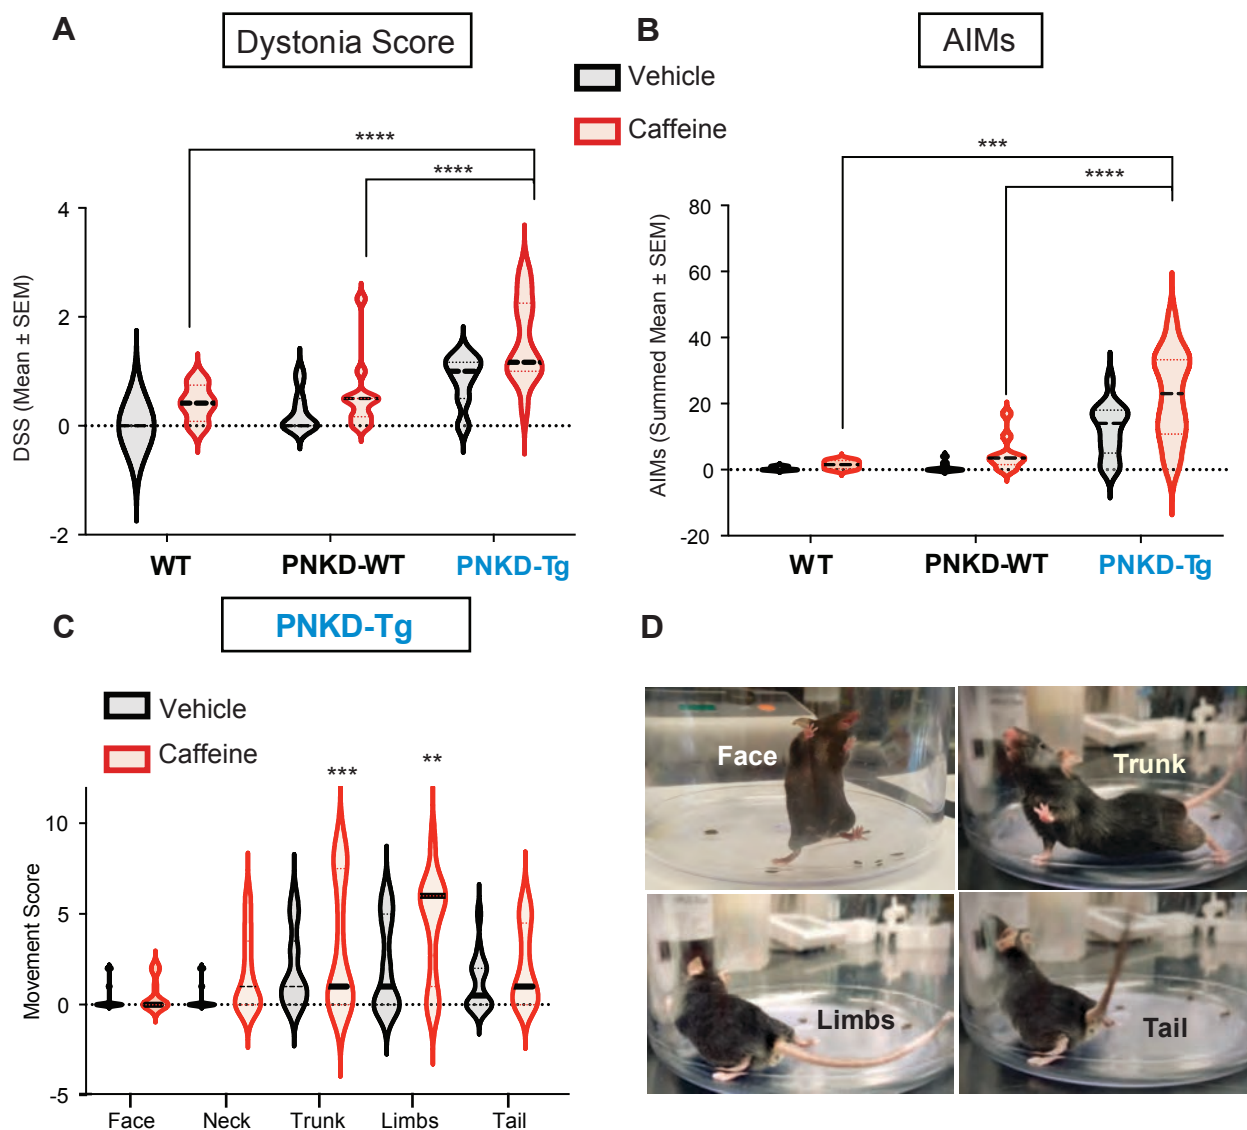 A
Dystonia Score
Vehicle
Caffeine
****
****
DSS (Mean ± SEM)
4
2
0
-2
WT
PNKD-WT
PNKD-Tg
B
AIMs
***
****
AIMs (Summed Mean ± SEM)
80
60
40
20
0
-20
WT
PNKD-WT
PNKD-Tg
C
PNKD-Tg
Vehicle
Caffeine
***
**
Movement Score
10
5
0
-5
Face
Neck
Trunk
Limbs
Tail
D
Face
Trunk
Limbs
Tail